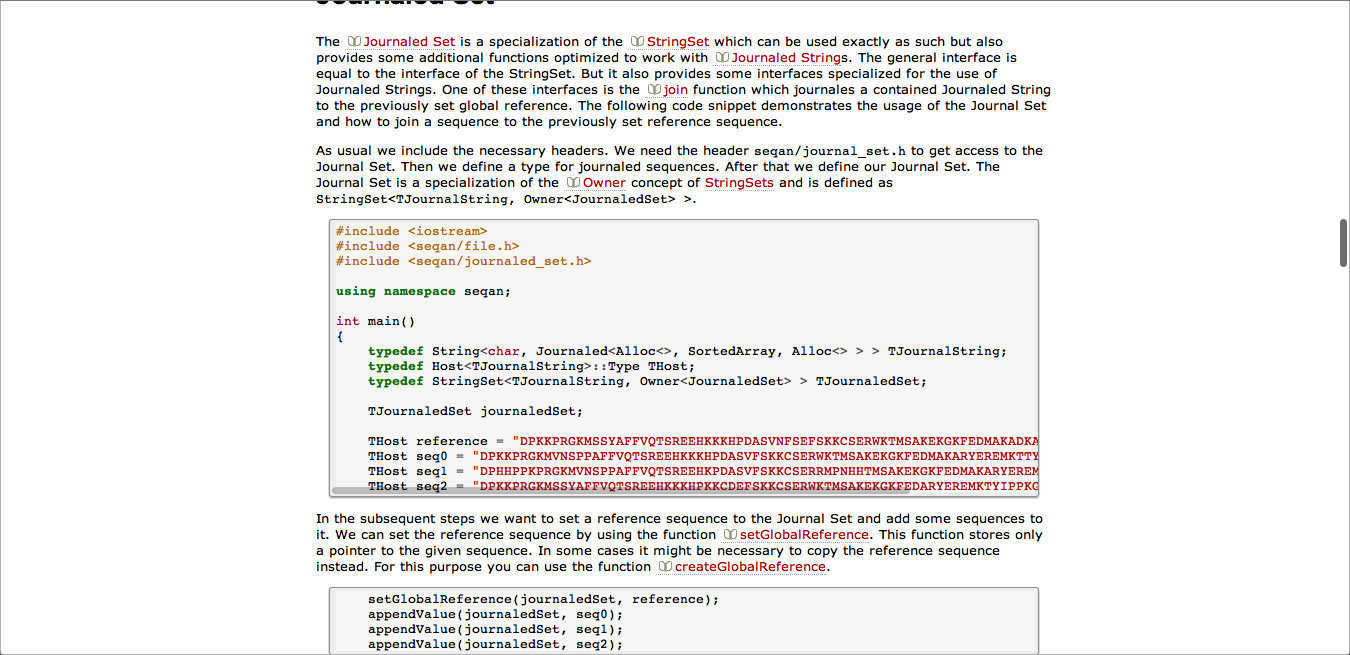 Journaled Set
The Journaled Set is a specialization of the StringSet which can be used exactly as such but also
provides some additional functions optimized to work with Journaled Strings. The general interface is
equal to the interface of the StringSet. But it also provides some interfaces specialized for the use of
Journaled Strings. One of these interfaces is the join function which journales a contained Journaled String
to the previously set global reference. The following code snippet demonstrates the usage of the Journal Set
and how to join a sequence to the previously set reference sequence.
As usual we include the necessary headers. We need the header seqan/journal_set.h to get access to the
Journal Set. Then we define a type for journaled sequences. After that we define our Journal Set. The
Journal Set is a specialization of the Owner concept of StringSets and is defined as
StringSet<TJournalString, Owner<JournaledSet> >.
#include <iostream>
#include <seqan/file.h>
#include <seqan/journaled_set.h>
using namespace seqan;
int main()
{
typedef String<char, Journaled<Alloc<>, SortedArray, Alloc<> > > TJournalString;
typedef Host<TJournalString>::Type THost;
typedef StringSet<TJournalString, Owner<JournaledSet> > TJournaledSet;
TJournaledSet journaledSet;
THost reference = "DPKKPRGKMSSYAFFVQTSREEHKKKHPDASVNFSEFSKKCSERWKTMSAKEKGKFEDMAKADKA
THost seq0 = "DPKKPRGKMVNSPPAFFVQTSREEHKKKHPDASVFSKKCSERWKTMSAKEKGKFEDMAKARYEREMKTTY
THost seq1 = "DPHHPPKPRGKMVNSPPAFFVQTSREEHKPDASVFSKKCSERRMPNHHTMSAKEKGKFEDMAKARYEREM
THost seq2 = "DPKKPRGKMSSYAFFVQTSREEHKKKHPKKCDEFSKKCSERWKTMSAKEKGKFEDARYEREMKTYIPPKG
In the subsequent steps we want to set a reference sequence to the Journal Set and add some sequences to
it. We can set the reference sequence by using the function setGlobalReference. This function stores only
a pointer to the given sequence. In some cases it might be necessary to copy the reference sequence
instead. For this purpose you can use the function createGlobalReference.
setGlobalReference(journaledSet, reference);
appendValue(journaledSet, seq0);
appendValue(journaledSet, seq1);
appendValue(journaledSet, seq2);